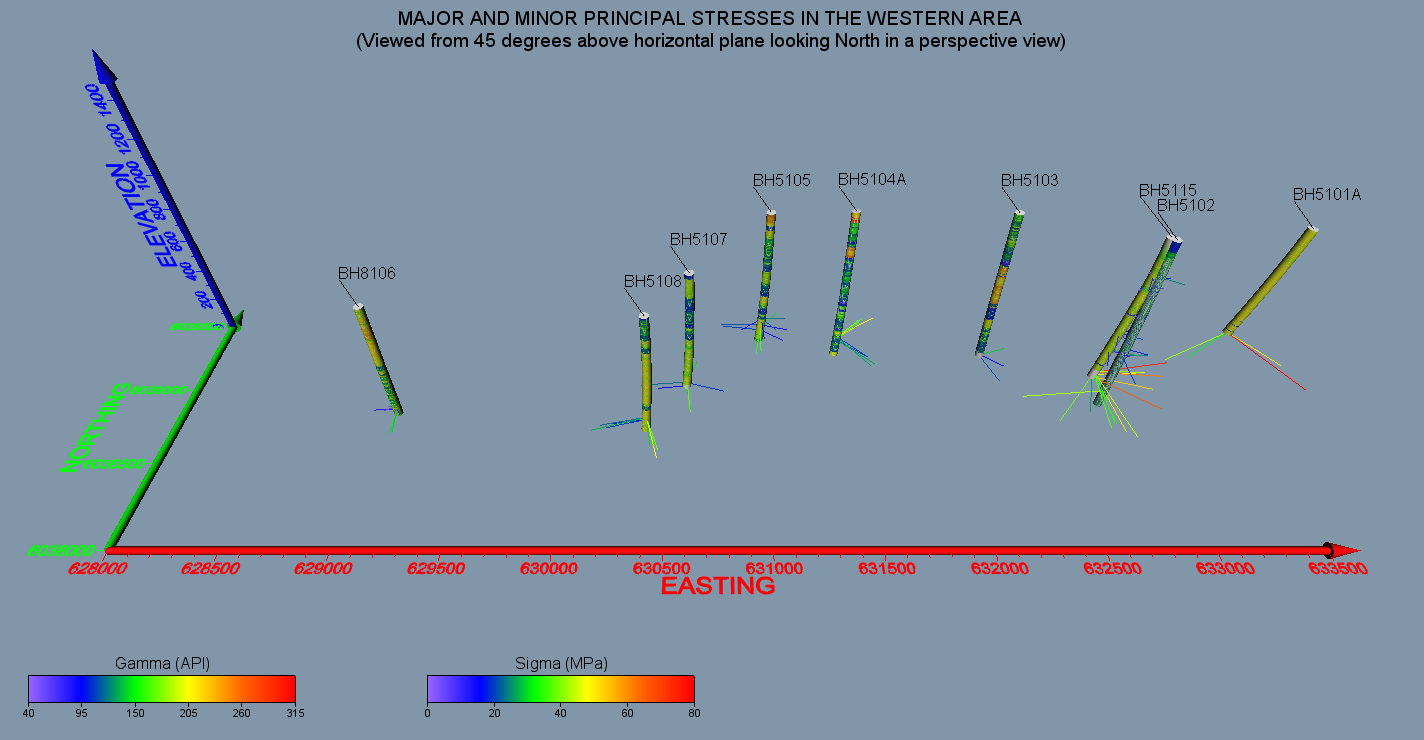 MAJOR AND MINOR PRINCIPAL STRESSES IN THE WESTERN AREA
(Viewed from 45 degrees above horizontal plane looking North in a perspective view)
1400
1200
1000
800
600
400
200
ELEVATION
BH5105
BH5104A
BH5103
BH5115
BH5102
BH5101A
BH5107
BH8106
BH5108
NORTHING
6035000
628000 628500 629000 629500 630000 630500 631000 631500 632000 632500 633000 633500
EASTING
Gamma (API)
40 95 150 205 260 315
Sigma (MPa)
0 20 40 60 80